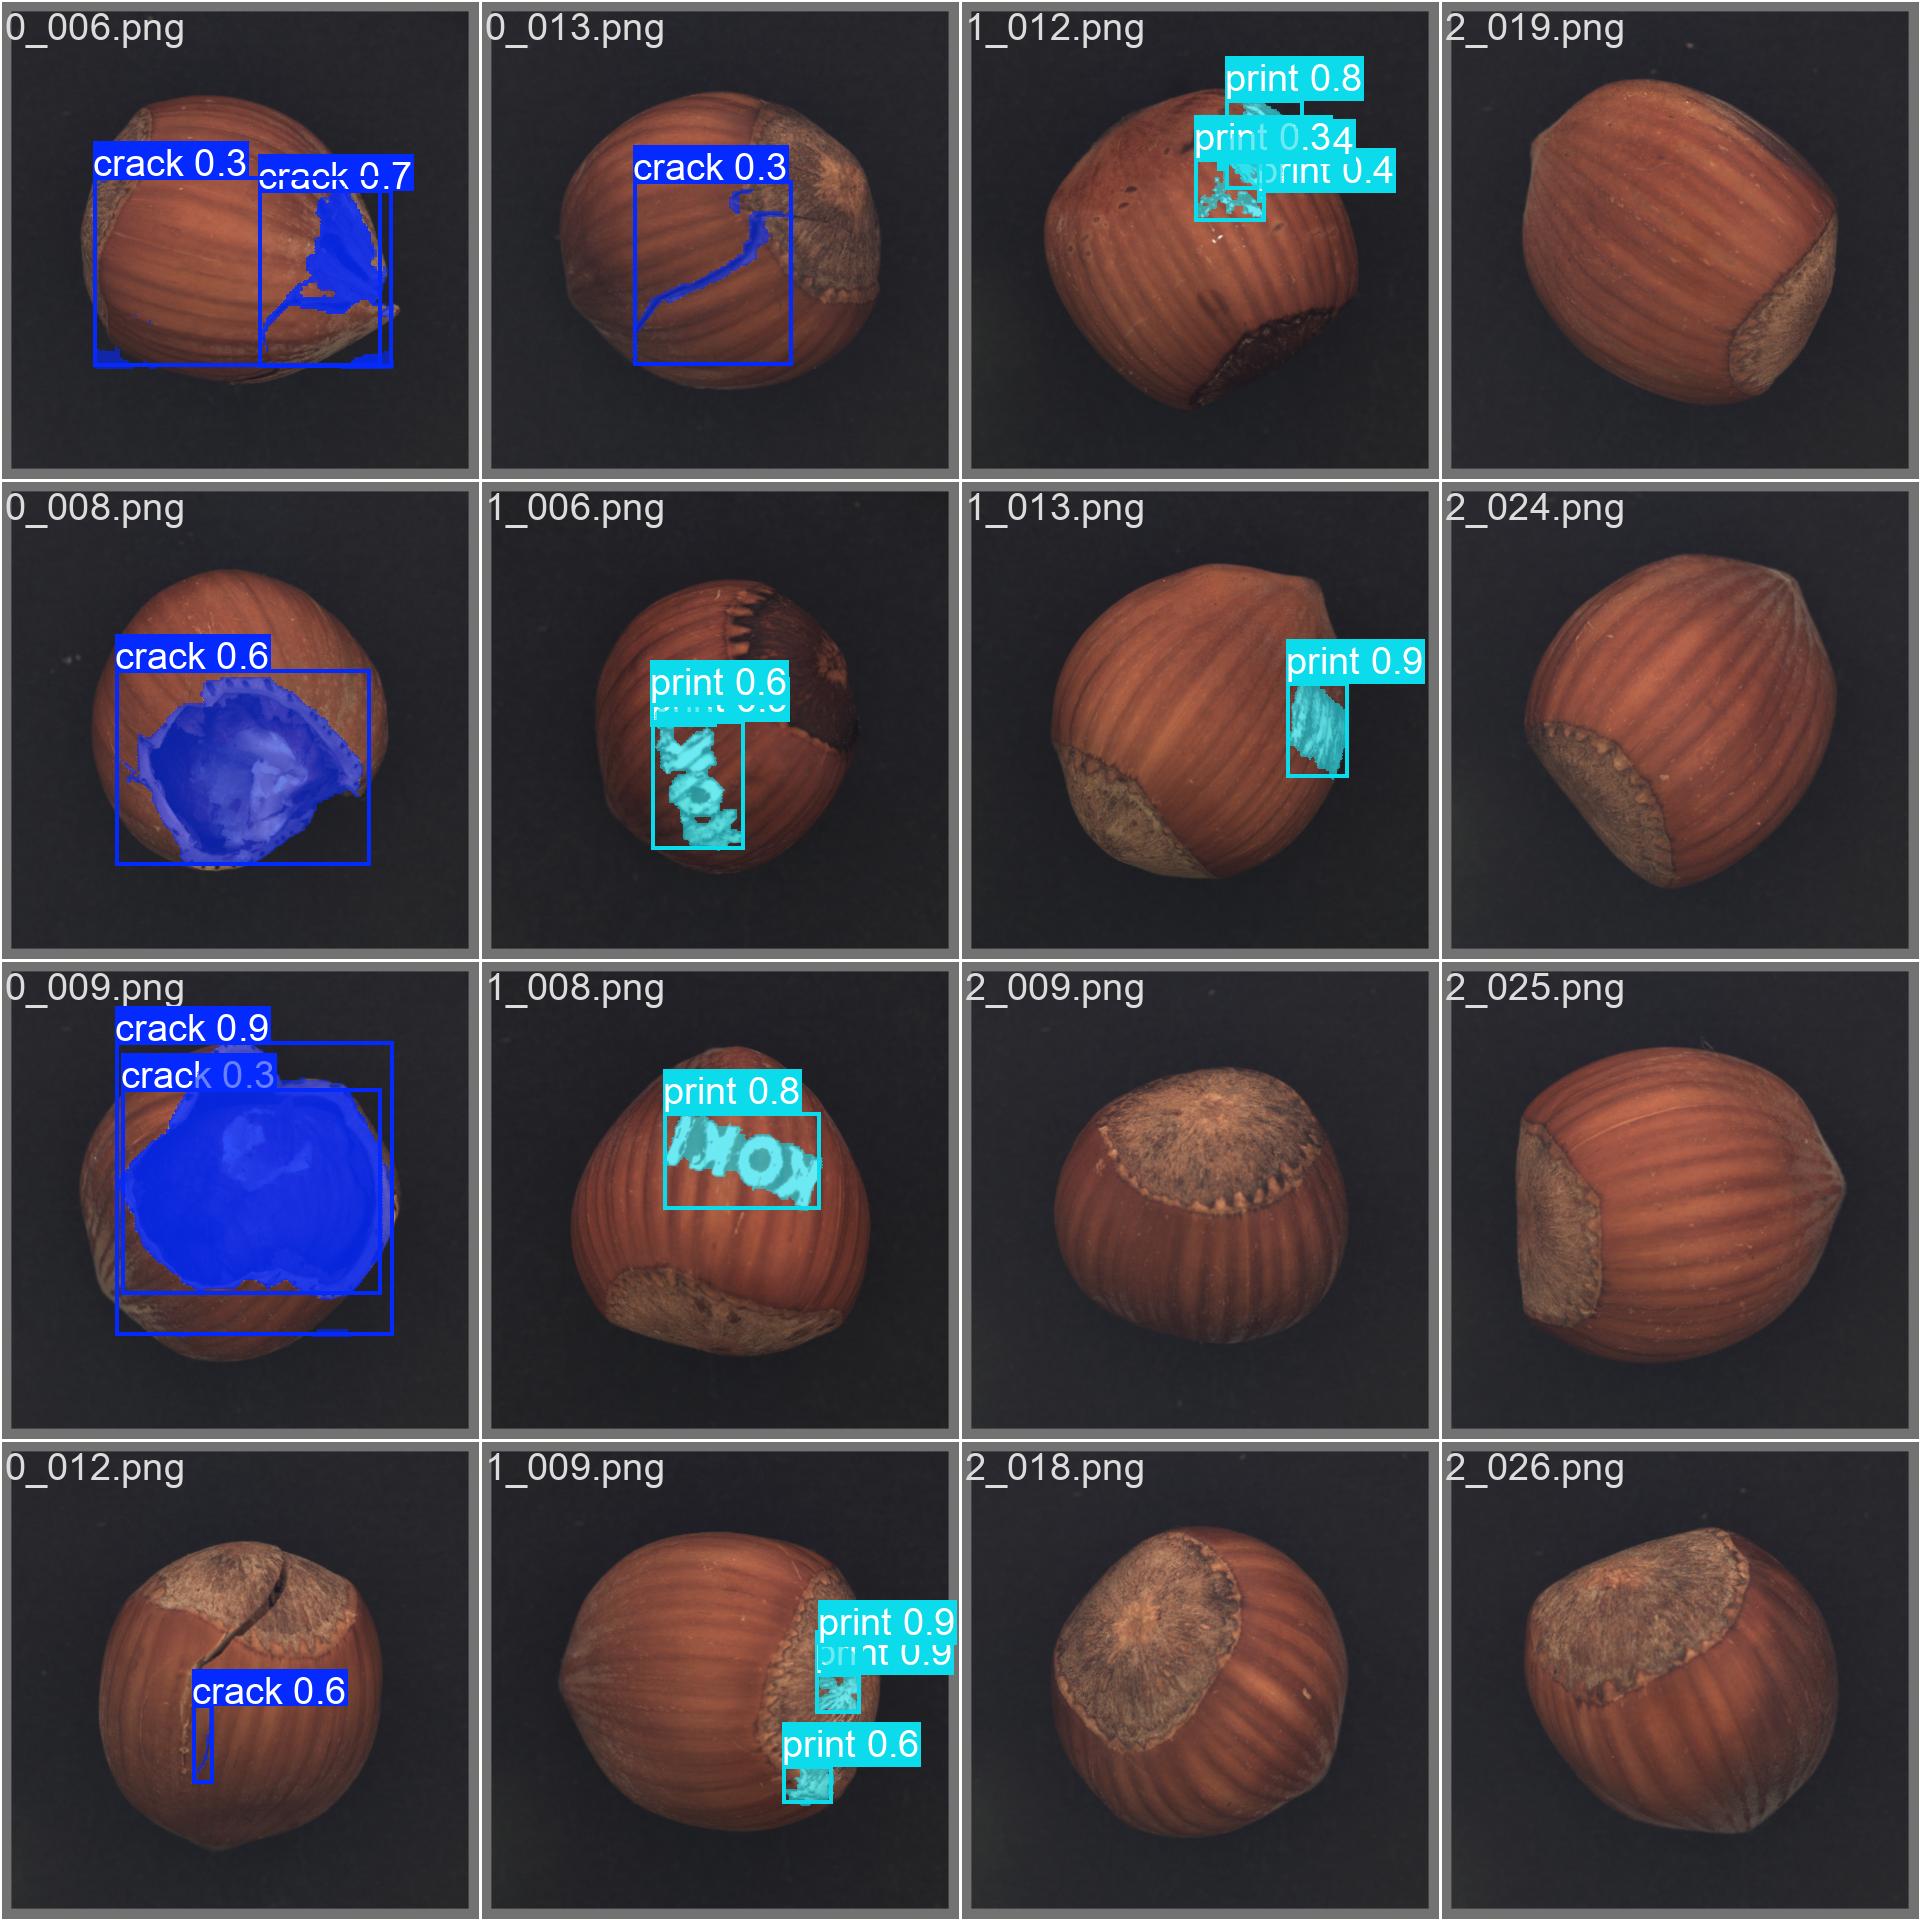 0_006.png
crack 0.3
crack 0.7
0_013.png
crack 0.3
1_012.png
print 0.8
print 0.34
print 0.4
2_019.png
0_008.png
crack 0.6
1_006.png
print 0.6
1_013.png
print 0.9
2_024.png
0_009.png
crack 0.9
crack 0.3
1_008.png
print 0.8
2_009.png
2_025.png
0_012.png
crack 0.6
1_009.png
print 0.9
print 0.9
print 0.6
2_018.png
2_026.png